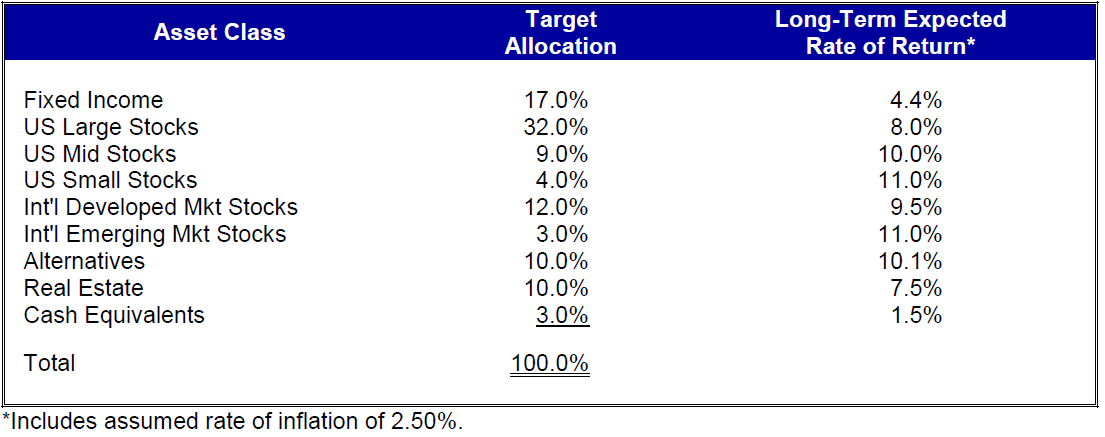 Asset Class Target Allocation Long-Term Expected Rate of Return*
Fixed Income 17.0% 4.4%
US Large Stocks 32.0% 8.0%
US Mid Stocks 9.0% 10.0%
US Small Stocks 4.0% 11.0%
Int'l Developed Mkt Stocks 12.0% 9.5%
Int'l Emerging Mkt Stocks 3.0% 11.0%
Alternatives 10.0% 10.1%
Real Estate 10.0% 7.5%
Cash Equivalents 3.0% 1.5%
Total 100.0%
*Includes assumed rate of inflation of 2.50%.